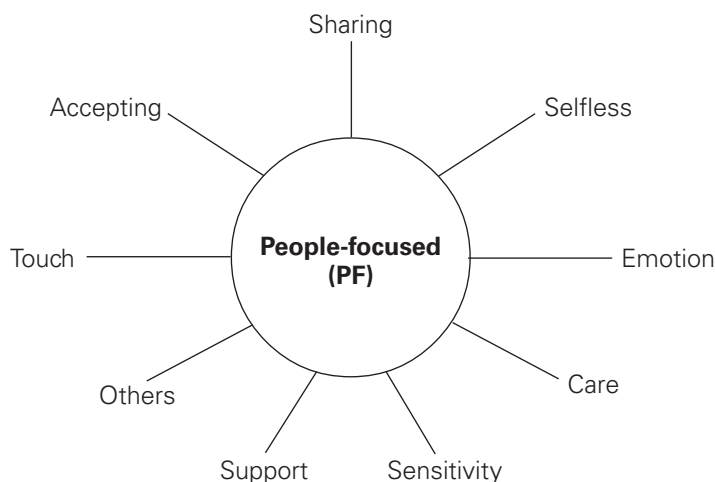 Sharing
Accepting
Selfless
Touch
People-focused
(PF)
Emotion
Others
Care
Support
Sensitivity